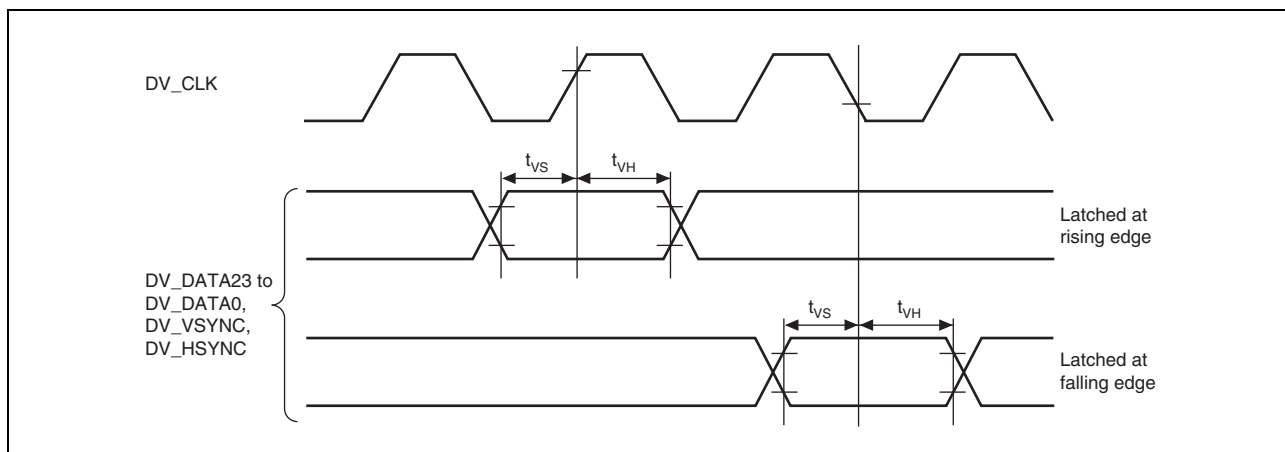 DV_CLK
tVS
tVH
Latched at
rising edge
DV_DATA23 to
DV_DATA0,
DV_VSYNC,
DV_HSYNC
tVS
tVH
Latched at
falling edge